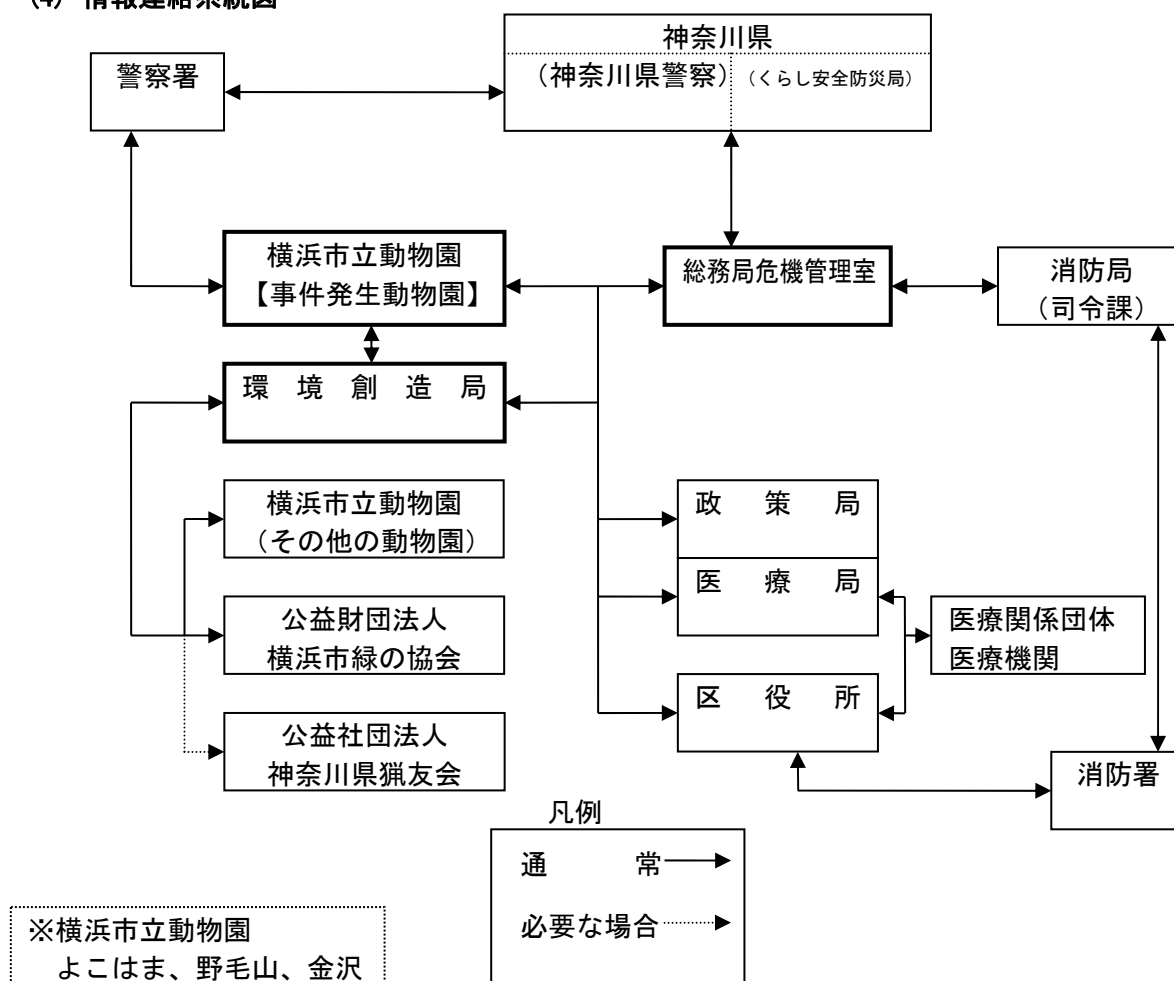 (4) 情報連絡系統図
神奈川県
警察署
（神奈川県警察）
（くらし安全防災局）
横浜市立動物園
【事件発生動物園】
総務局危機管理室
消防局
（司令課）
環境創造局
横浜市立動物園
（その他の動物園）
政策局
医療局
公益財団法人
横浜市緑の協会
医療関係団体
医療機関
区役所
公益社団法人
神奈川県猟友会
消防署
凡例
通常
必要な場合
※横浜市立動物園
よこはま、野毛山、金沢